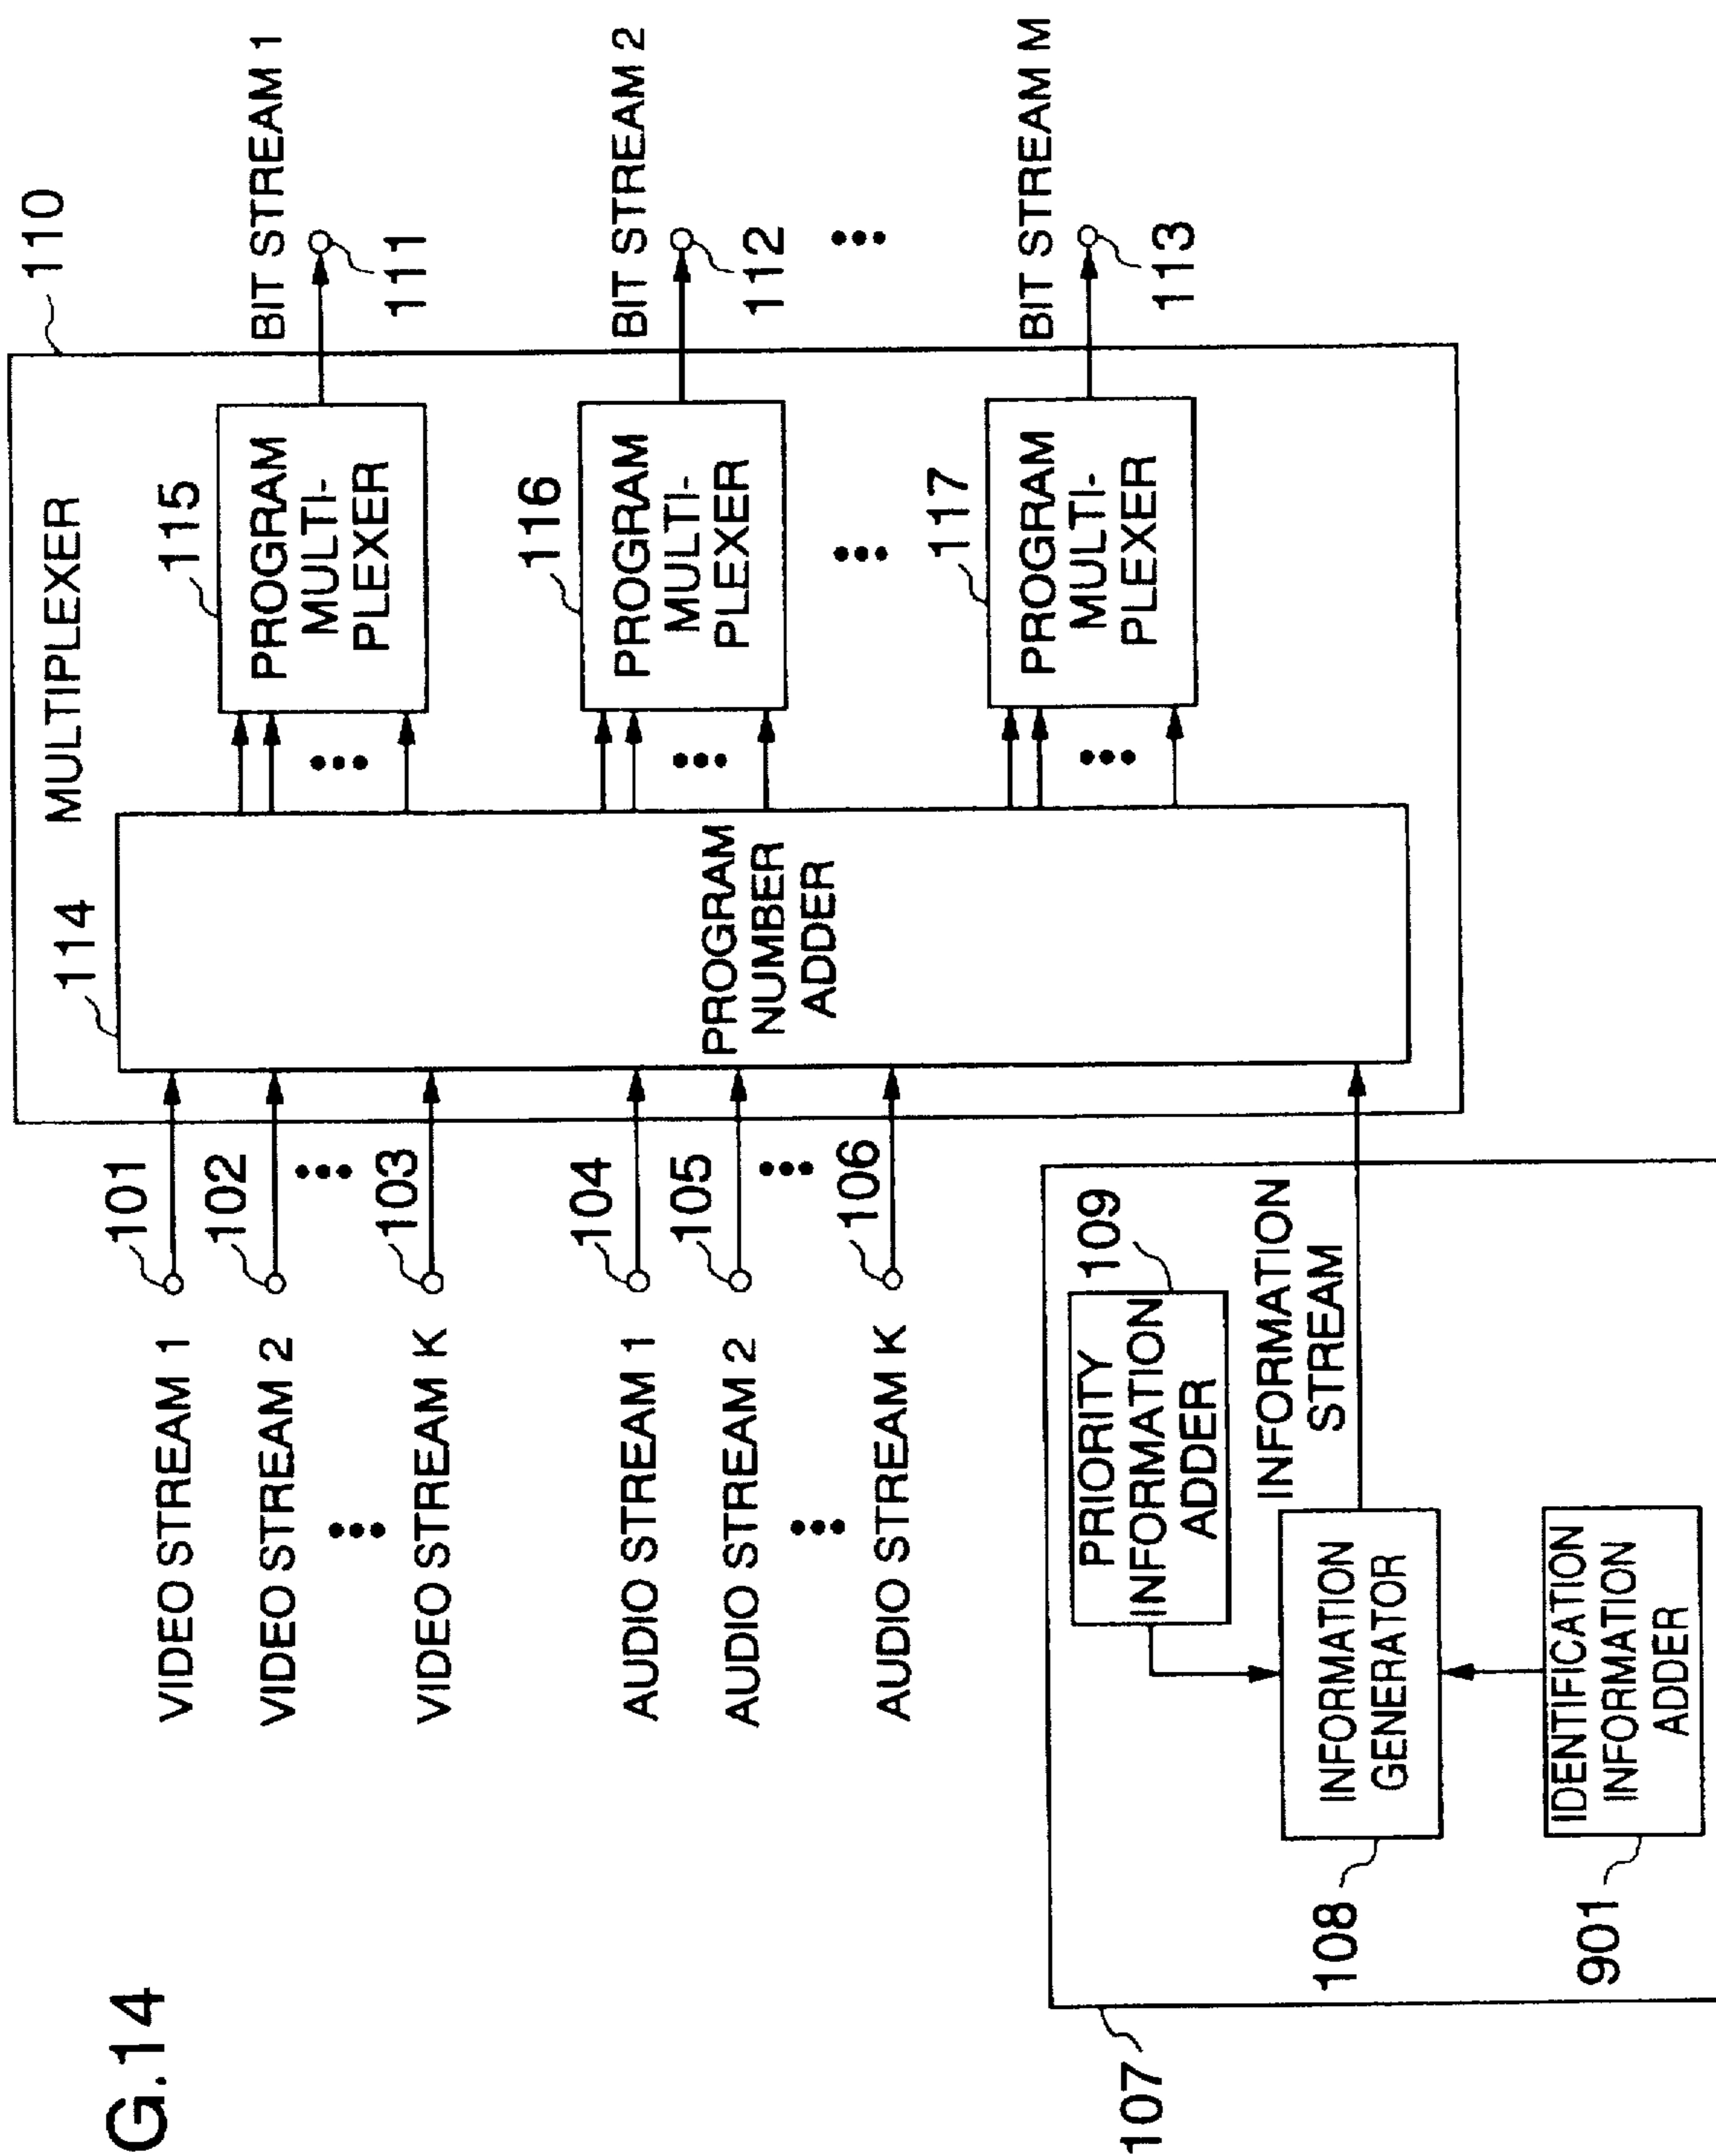 G.14
110
MULTIPLEXER
114
PROGRAM
NUMBER
ADDER
115
PROGRAM
MULTI-
PLEXER
BIT STREAM 1
111
116
PROGRAM
MULTI-
PLEXER
BIT STREAM 2
112
117
PROGRAM
MULTI-
PLEXER
BIT STREAM M
113
VIDEO STREAM 1
101
VIDEO STREAM 2
102
VIDEO STREAM K
103
AUDIO STREAM 1
104
AUDIO STREAM 2
105
AUDIO STREAM K
106
107
PRIORITY
INFORMATION
ADDER
109
INFORMATION
STREAM
INFORMATION
GENERATOR
108
IDENTIFICATION
INFORMATION
ADDER
901